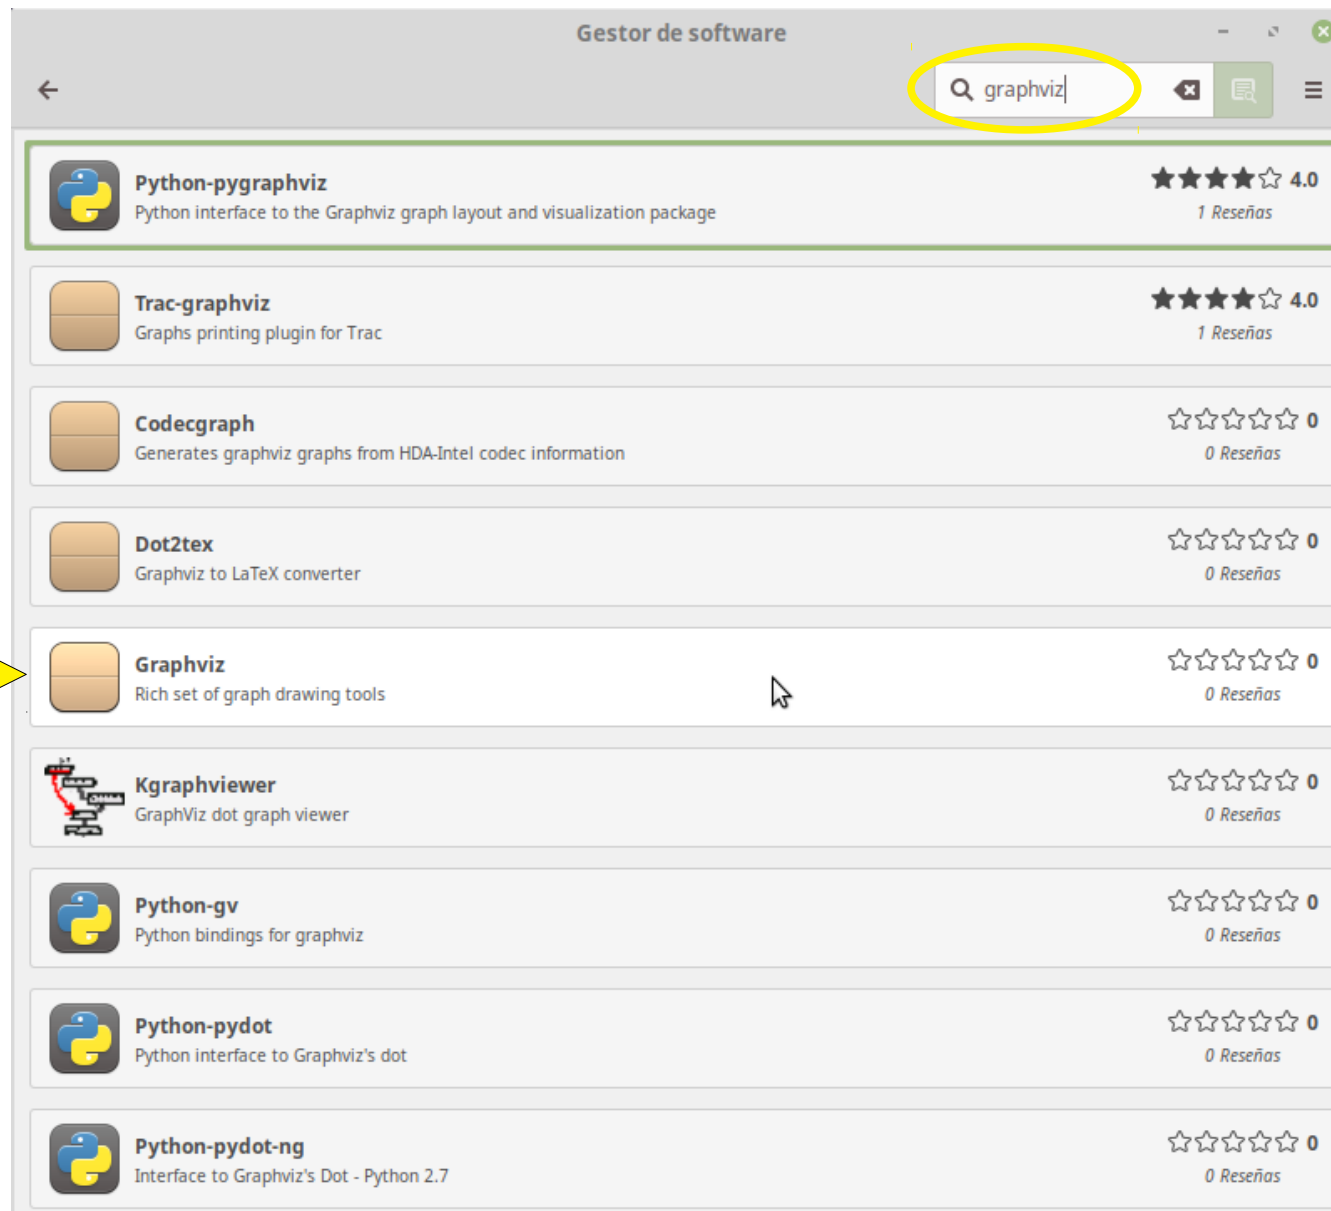 Gestor de software
graphviz
Python-pygraphviz
Python interface to the Graphviz graph layout and visualization package
4.0
1 Reseñas
Trac-graphviz
Graphs printing plugin for Trac
4.0
1 Reseñas
Codecgraph
Generates graphviz graphs from HDA-Intel codec information
0
0 Reseñas
Dot2tex
Graphviz to LaTeX converter
0
0 Reseñas
Graphviz
Rich set of graph drawing tools
0
0 Reseñas
Kgraphviewer
GraphViz dot graph viewer
0
0 Reseñas
Python-gv
Python bindings for graphviz
0
0 Reseñas
Python-pydot
Python interface to Graphviz's dot
0
0 Reseñas
Python-pydot-ng
Interface to Graphviz's Dot - Python 2.7
0
0 Reseñas